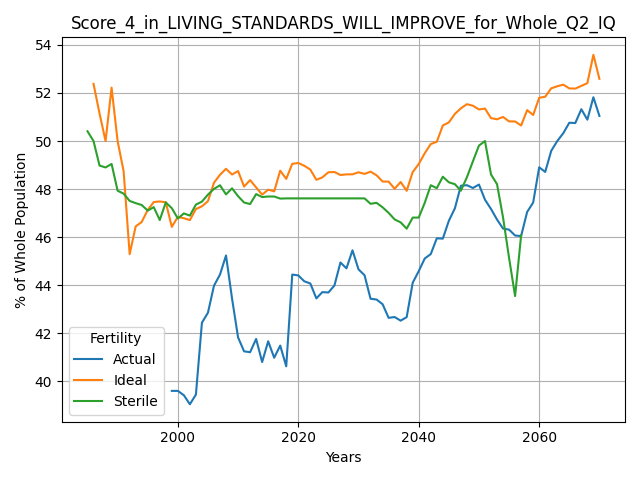 Score_4_in_LIVING_STANDARDS_WILL_IMPROVE_for_Whole_Q2_IQ
% of Whole Population
54
52
50
48
46
44
42
40
Fertility
Actual
Ideal
Sterile
2000
2020
2040
2060
Years